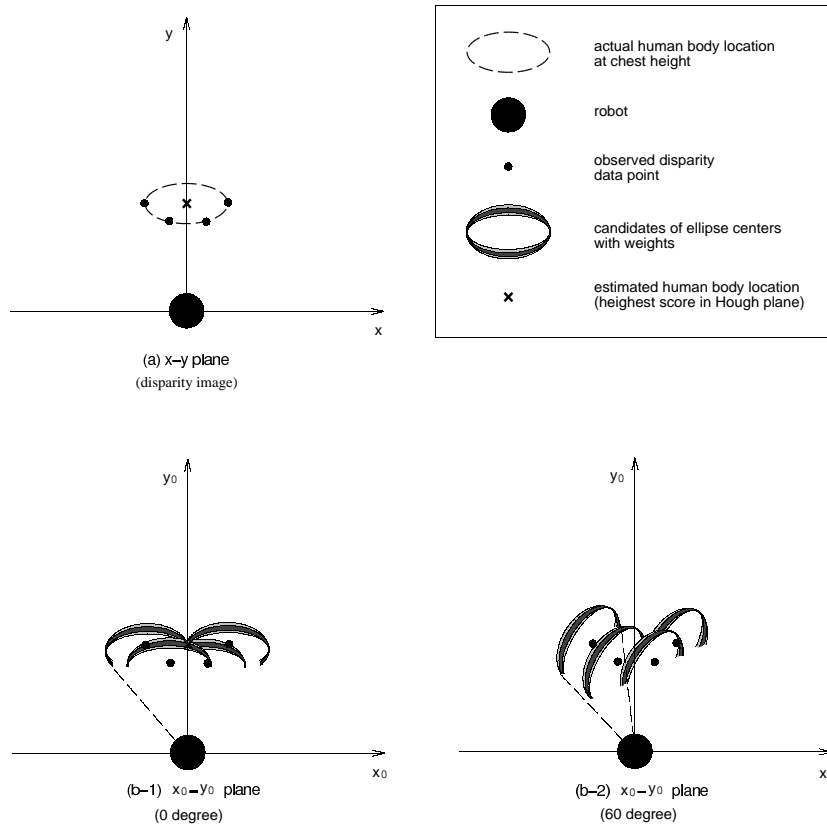 y
x
(a) x–y plane
(disparity image)
actual human body location
at chest height
robot
observed disparity
data point
candidates of ellipse centers
with weights
estimated human body location
(heighest score in Hough plane)
y0
x0
(b–1) x0–y0 plane
(0 degree)
y0
x
(b–2) x0–y0 plane
(60 degree)